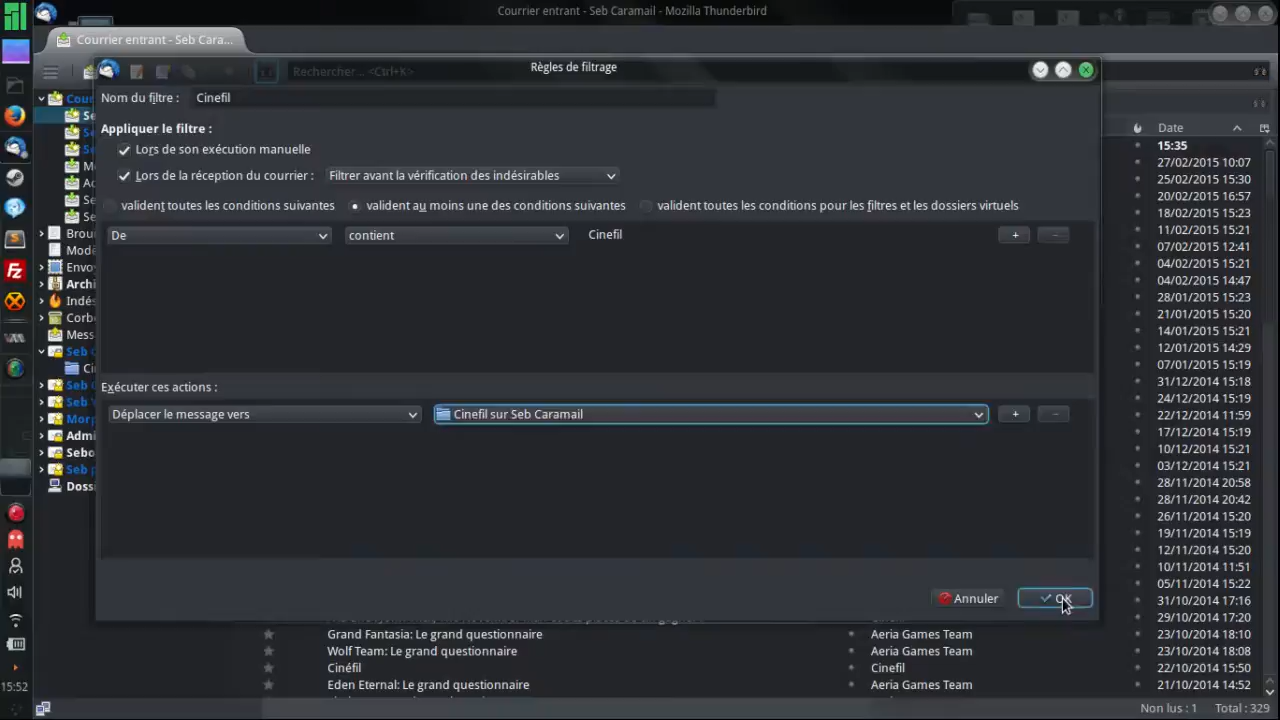 Courrier entrant - Seb Caramail - Mozilla Thunderbird
Courrier entrant - Seb Cara...
Rechercher... <Ctrl+K>
Règles de filtrage
Nom du filtre : Cinefil
Appliquer le filtre :
Lors de son exécution manuelle
Lors de la réception du courrier : Filtrer avant la vérification des indésirables
valident toutes les conditions suivantes valident au moins une des conditions suivantes valident toutes les conditions pour les filtres et les dossiers virtuels
De contient Cinefil + -
Exécuter ces actions :
Déplacer le message vers Cinefil sur Seb Caramail + -
Annuler OK
Cour
Se
Se
Se
Me
Ac
Se
Se
Brou
Modè
Envo
Archi
Indés
Corbe
Mess
Seb C
Ci
Seb
Seb
Morp
Admi
Sebo
Seb p
Doss
Date
15:35
27/02/2015 10:07
25/02/2015 15:30
20/02/2015 16:57
18/02/2015 15:23
11/02/2015 15:21
07/02/2015 12:41
04/02/2015 15:21
04/02/2015 14:47
28/01/2015 15:23
21/01/2015 15:20
14/01/2015 15:21
12/01/2015 14:29
07/01/2015 15:19
31/12/2014 15:18
24/12/2014 15:19
22/12/2014 11:59
17/12/2014 15:19
10/12/2014 15:21
03/12/2014 15:21
28/11/2014 20:58
28/11/2014 20:42
26/11/2014 15:20
19/11/2014 15:19
12/11/2014 15:20
10/11/2014 11:51
05/11/2014 15:22
31/10/2014 17:16
29/10/2014 17:20
Grand Fantasia: Le grand questionnaire Aeria Games Team 23/10/2014 18:10
Wolf Team: Le grand questionnaire Aeria Games Team 23/10/2014 18:08
Cinéfil Cinefil 22/10/2014 15:50
Eden Eternal: Le grand questionnaire Aeria Games Team 21/10/2014 14:52
15:52
Non lus : 1 Total : 329